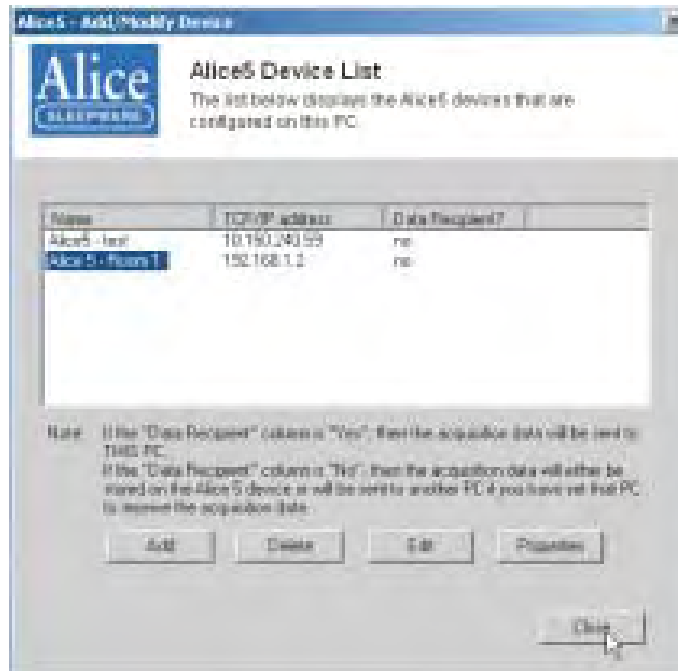 Alice5 - Add/Modify Device
Alice
SLEEPWARE
Alice5 Device List
The list below displays the Alice5 devices that are
configured on this PC.
Name TCP/IP address Data Recipient?
Alice5 - test 10.190.240.59 no
Alice 5 - Room 1 192.168.1.2 no
Note: If the "Data Recipient" column is "Yes", then the acquisition data will be sent to
THIS PC.
If the "Data Recipient" column is "No", then the acquisition data will either be
stored on the Alice 5 device or will be sent to another PC if you have set that PC
to receive the acquisition data.
Add Delete Edit Properties
Close